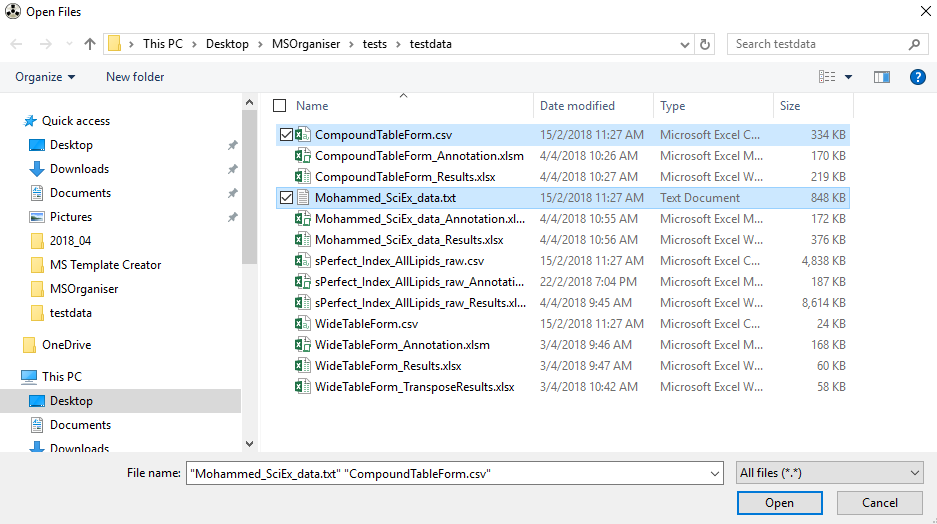 Open Files
This PC > Desktop > MSOrganiser > tests > testdata
Search testdata
Organize New folder
?
Name Date modified Type Size
Quick access
Desktop
Downloads
Documents
Pictures
2018_04
MS Template Creator
MSOrganiser
testdata
OneDrive
This PC
Desktop
Documents
Downloads
CompoundTableForm.csv 15/2/2018 11:27 AM Microsoft Excel C... 334 KB
CompoundTableForm_Annotation.xlsm 4/4/2018 10:26 AM Microsoft Excel M... 170 KB
CompoundTableForm_Results.xlsx 4/4/2018 10:27 AM Microsoft Excel W... 219 KB
Mohammed_SciEx_data.txt 15/2/2018 11:27 AM Text Document 848 KB
Mohammed_SciEx_data_Annotation.xl... 4/4/2018 10:55 AM Microsoft Excel M... 172 KB
Mohammed_SciEx_data_Results.xlsx 4/4/2018 10:56 AM Microsoft Excel W... 376 KB
sPerfect_Index_AllLipids_raw.csv 15/2/2018 11:27 AM Microsoft Excel C... 4,838 KB
sPerfect_Index_AllLipids_raw_Annotati... 22/2/2018 7:04 PM Microsoft Excel M... 187 KB
sPerfect_Index_AllLipids_raw_Results.xl... 4/4/2018 9:45 AM Microsoft Excel W... 8,614 KB
WideTableForm.csv 15/2/2018 11:27 AM Microsoft Excel C... 24 KB
WideTableForm_Annotation.xlsm 3/4/2018 9:46 AM Microsoft Excel M... 168 KB
WideTableForm_Results.xlsx 3/4/2018 9:47 AM Microsoft Excel W... 60 KB
WideTableForm_TransposeResults.xlsx 3/4/2018 10:42 AM Microsoft Excel W... 58 KB
File name: "Mohammed_SciEx_data.txt" "CompoundTableForm.csv"
All files (*.*)
Open Cancel